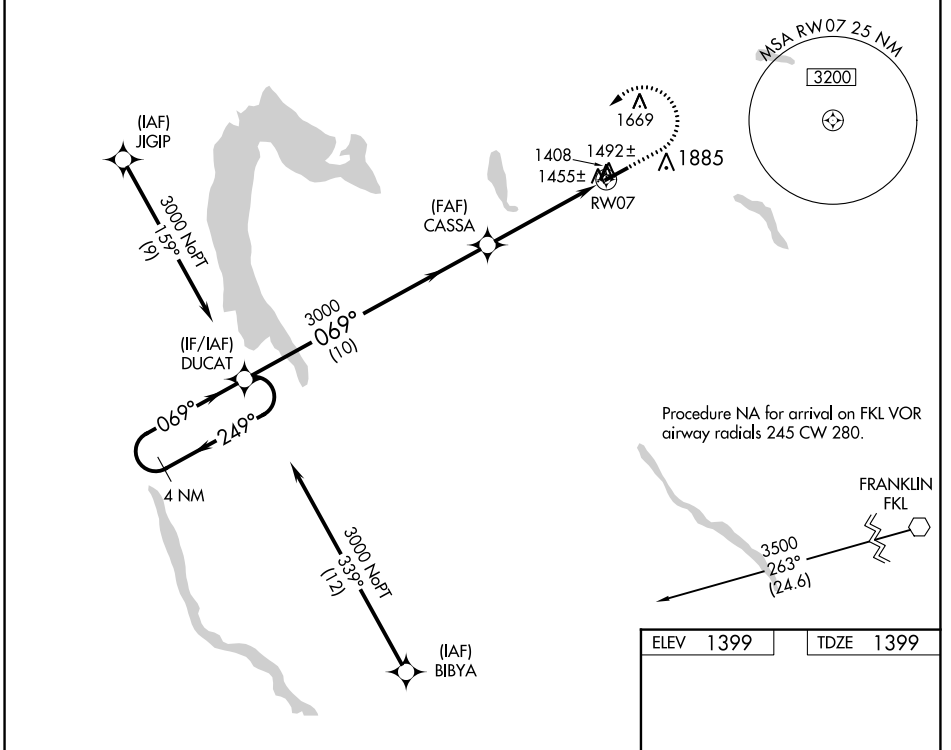 MSA RW07 25 NM
3200
(IAF)
JIGIP
1669
1408
1492±
1455±
1885
RW07
3000 NoPT
159°
(9)
(FAF)
CASSA
3000
069°
(10)
(IF/IAF)
DUCAT
069°
249°
4 NM
Procedure NA for arrival on FKL VOR
airway radials 245 CW 280.
FRANKLIN
FKL
3500
263°
(24.6)
3000 NoPT
339°
(12)
(IAF)
BIBYA
ELEV 1399
TDZE 1399